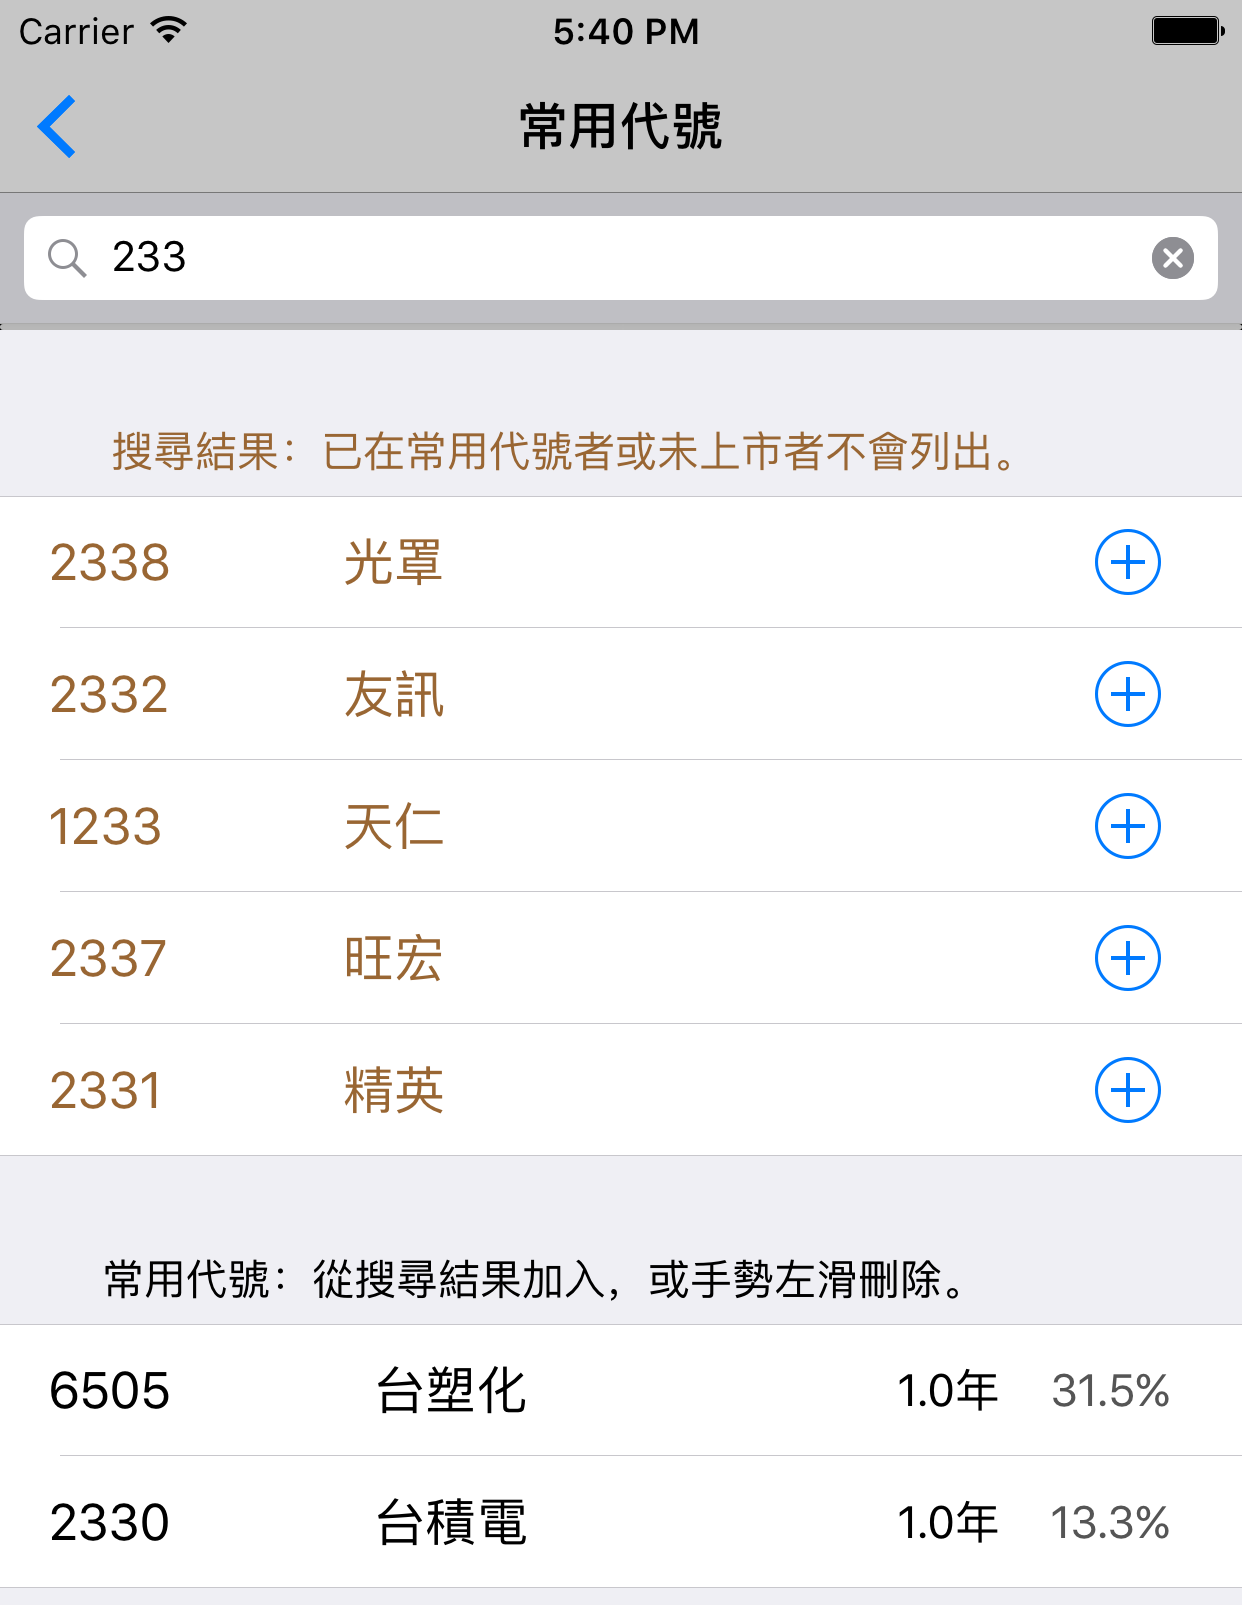 Carrier 5:40 PM
常用代號
233
搜尋結果：已在常用代號者或未上市者不會列出。
2338 光罩
2332 友訊
1233 天仁
2337 旺宏
2331 精英
常用代號：從搜尋結果加入，或手勢左滑刪除。
6505 台塑化 1.0年 31.5%
2330 台積電 1.0年 13.3%